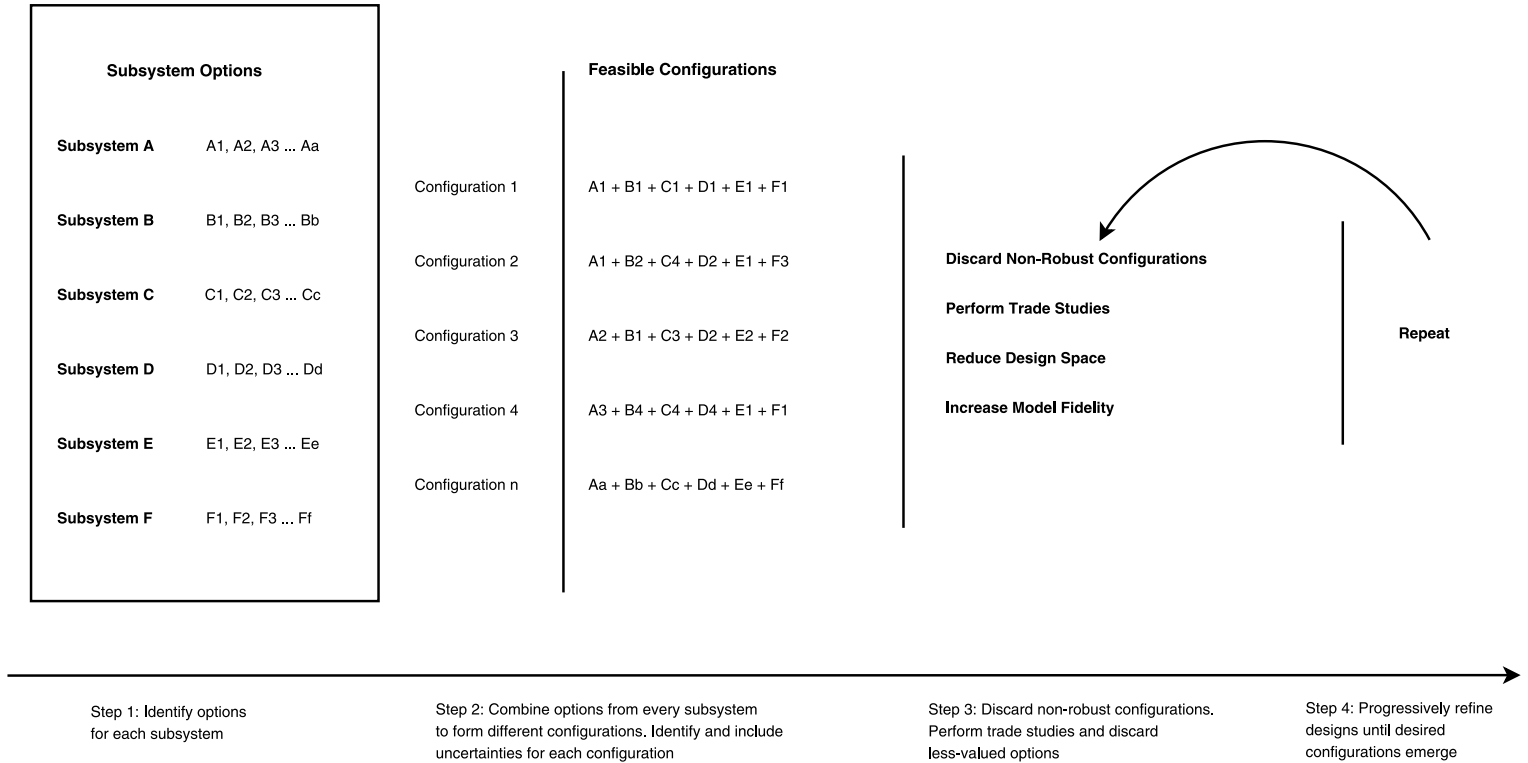 Subsystem Options
Subsystem A A1, A2, A3 ... Aa
Subsystem B B1, B2, B3 ... Bb
Subsystem C C1, C2, C3 ... Cc
Subsystem D D1, D2, D3 ... Dd
Subsystem E E1, E2, E3 ... Ee
Subsystem F F1, F2, F3 ... Ff
Feasible Configurations
Configuration 1 A1 + B1 + C1 + D1 + E1 + F1
Configuration 2 A1 + B2 + C4 + D2 + E1 + F3
Configuration 3 A2 + B1 + C3 + D2 + E2 + F2
Configuration 4 A3 + B4 + C4 + D4 + E1 + F1
Configuration n Aa + Bb + Cc + Dd + Ee + Ff
Discard Non-Robust Configurations
Perform Trade Studies
Reduce Design Space
Increase Model Fidelity
Repeat
Step 1: Identify options
for each subsystem
Step 2: Combine options from every subsystem
to form different configurations. Identify and include
uncertainties for each configuration
Step 3: Discard non-robust configurations.
Perform trade studies and discard
less-valued options
Step 4: Progressively refine
designs until desired
configurations emerge